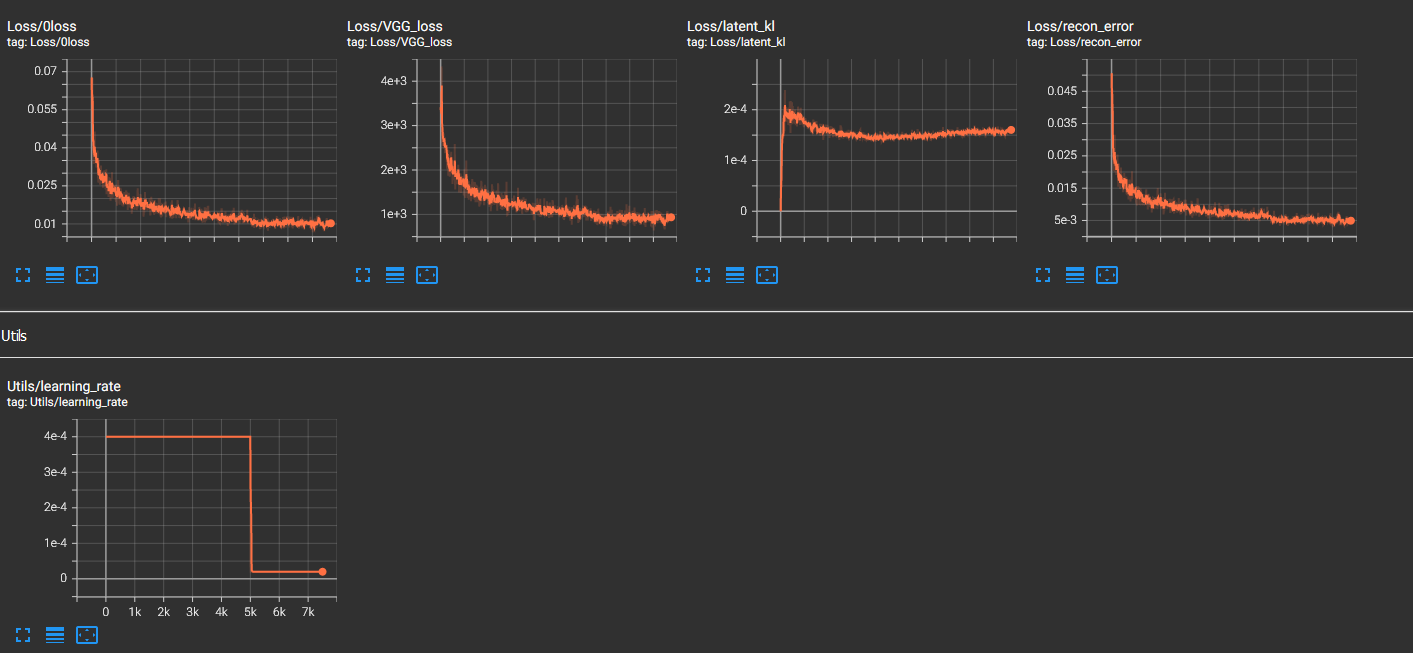 Loss/0loss
tag: Loss/0loss
0.07
0.055
0.04
0.025
0.01
Loss/VGG_loss
tag: Loss/VGG_loss
4e+3
3e+3
2e+3
1e+3
Loss/latent_kl
tag: Loss/latent_kl
2e-4
1e-4
0
Loss/recon_error
tag: Loss/recon_error
0.045
0.035
0.025
0.015
5e-3
Utils
Utils/learning_rate
tag: Utils/learning_rate
4e-4
3e-4
2e-4
1e-4
0
0 1k 2k 3k 4k 5k 6k 7k